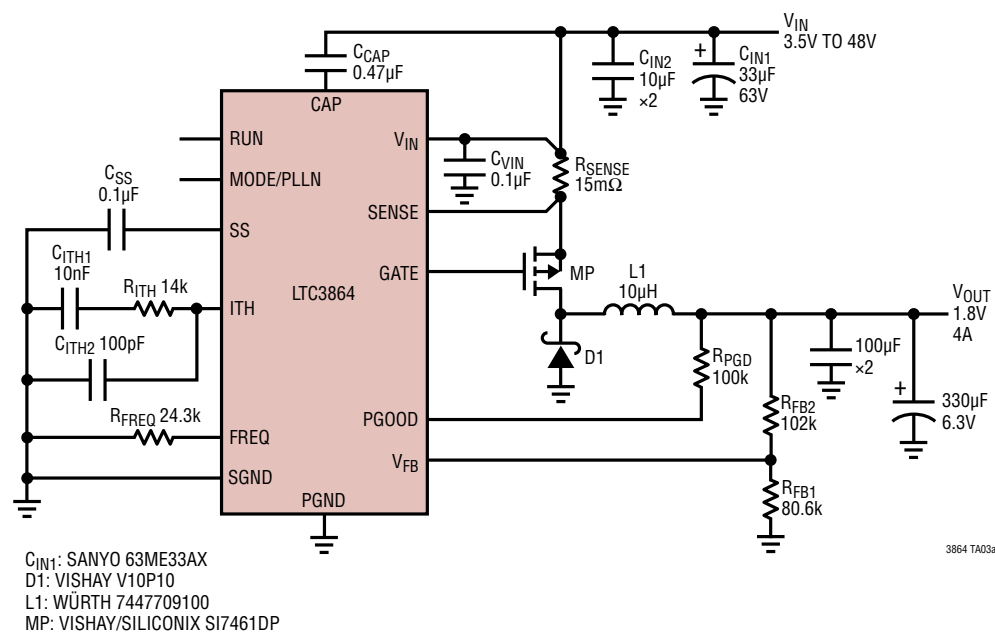 VIN
3.5V TO 48V
CCAP
0.47µF
CIN2
10µF
×2
+
CIN1
33µF
63V
CAP
RUN
VIN
CVIN
0.1µF
RSENSE
15mΩ
MODE/PLLN
CSS
0.1µF
SENSE
SS
CITH1
10nF
GATE
MP
L1
10µH
RITH 14k
LTC3864
ITH
VOUT
1.8V
4A
CITH2 100pF
D1
RPGD
100k
100µF
×2
+
330µF
6.3V
RFREQ 24.3k
PGOOD
RFB2
102k
FREQ
VFB
SGND
PGND
RFB1
80.6k
3864 TA03a
CIN1: SANYO 63ME33AX
D1: VISHAY V10P10
L1: WÜRTH 7447709100
MP: VISHAY/SILICONIX SI7461DP